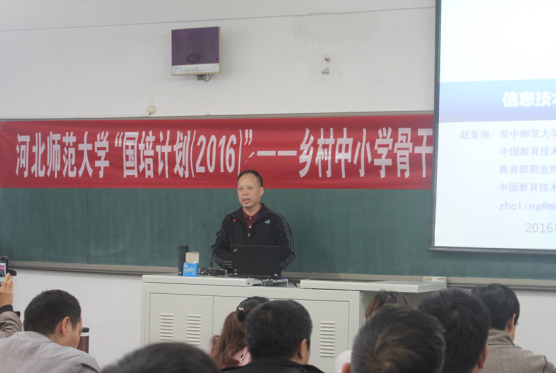 河北师范大学“国培计划(2016)”——乡村中小学骨干
信息技术
赵呈领：华中师范大学
中国教育技术
教育部职业院
中国教育技术
zhcling@m
2016